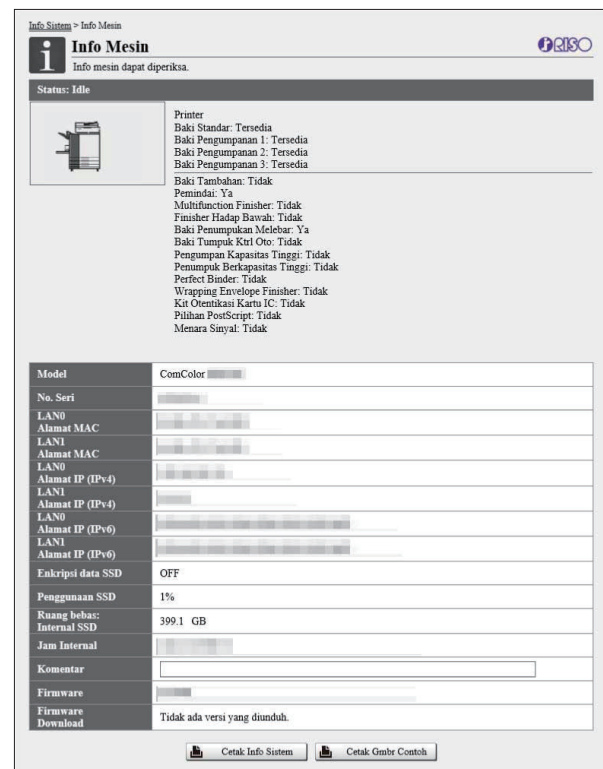 Info Sistem > Info Mesin
Info Mesin
RISO
Info mesin dapat diperiksa.
Status: Idle
Printer
Baki Standar: Tersedia
Baki Pengumpanan 1: Tersedia
Baki Pengumpanan 2: Tersedia
Baki Pengumpanan 3: Tersedia
Baki Tambahan: Tidak
Pemindai: Ya
Multifunction Finisher: Tidak
Finisher Hadap Bawah: Tidak
Baki Penumpukan Melebar: Ya
Baki Tumpuk Ktrl Oto: Tidak
Pengumpan Kapasitas Tinggi: Tidak
Penumpuk Berkapasitas Tinggi: Tidak
Perfect Binder: Tidak
Wrapping Envelope Finisher: Tidak
Kit Otentikasi Kartu IC: Tidak
Pilihan PostScript: Tidak
Menara Sinyal: Tidak
Model ComColor
No. Seri
LAN0
Alamat MAC
LAN1
Alamat MAC
LAN0
Alamat IP (IPv4)
LAN1
Alamat IP (IPv4)
LAN0
Alamat IP (IPv6)
LAN1
Alamat IP (IPv6)
Enkripsi data SSD OFF
Penggunaan SSD 1%
Ruang bebas:
Internal SSD 399.1 GB
Jam Internal
Komentar
Firmware
Firmware
Download Tidak ada versi yang diunduh.
Cetak Info Sistem Cetak Gmbr Contoh